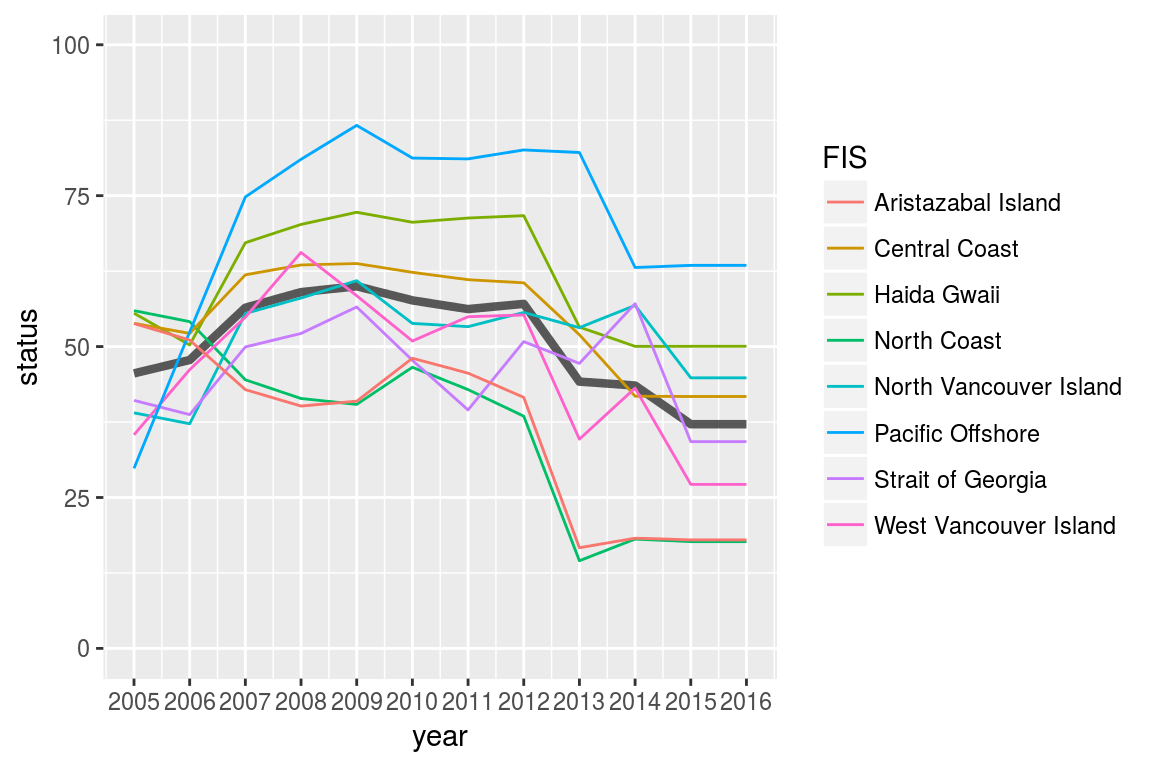 100
75
50
25
0
status
2005 2006 2007 2008 2009 2010 2011 2012 2013 2014 2015 2016
year
FIS
Aristazabal Island
Central Coast
Haida Gwaii
North Coast
North Vancouver Island
Pacific Offshore
Strait of Georgia
West Vancouver Island